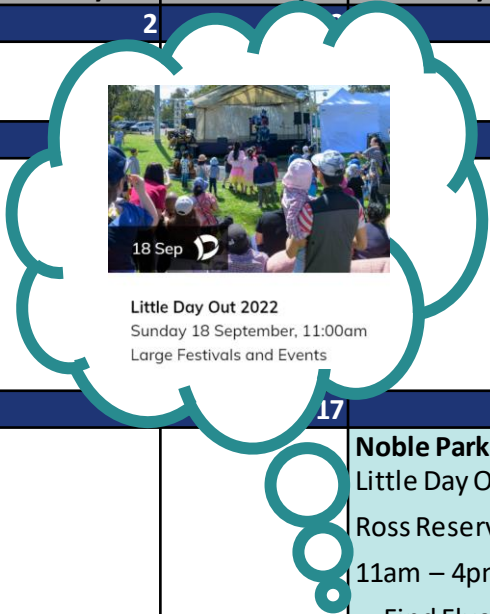 2
18 Sep
Little Day Out 2022
Sunday 18 September, 11:00am
Large Festivals and Events
17
Noble Park
Little Day O
Ross Reserv
11am – 4pm